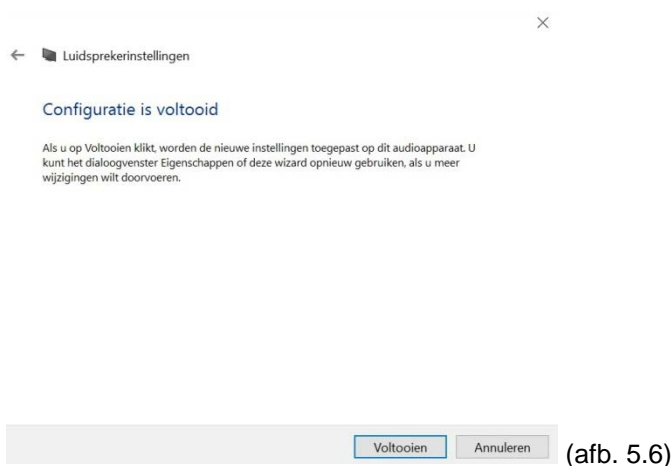 Luidsprekerinstellingen
Configuratie is voltooid
Als u op Voltooien klikt, worden de nieuwe instellingen toegepast op dit audioapparaat. U
kunt het dialoogvenster Eigenschappen of deze wizard opnieuw gebruiken, als u meer
wijzigingen wilt doorvoeren.
Voltooien Annuleren (afb. 5.6)